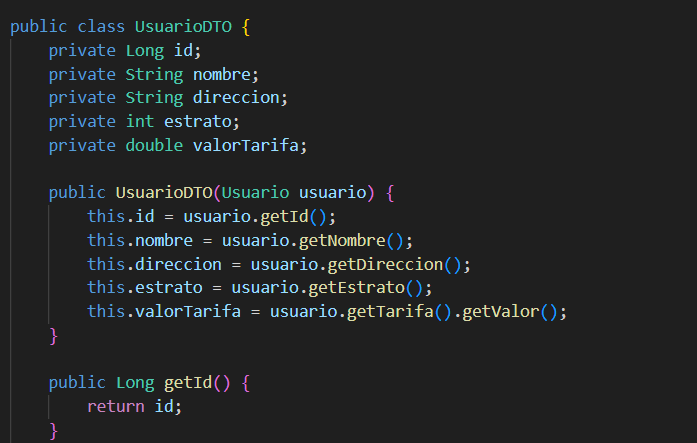 public class UsuarioDTO {
    private Long id;
    private String nombre;
    private String direccion;
    private int estrato;
    private double valorTarifa;

    public UsuarioDTO(Usuario usuario) {
        this.id = usuario.getId();
        this.nombre = usuario.getNombre();
        this.direccion = usuario.getDireccion();
        this.estrato = usuario.getEstrato();
        this.valorTarifa = usuario.getTarifa().getValor();
    }

    public Long getId() {
        return id;
    }